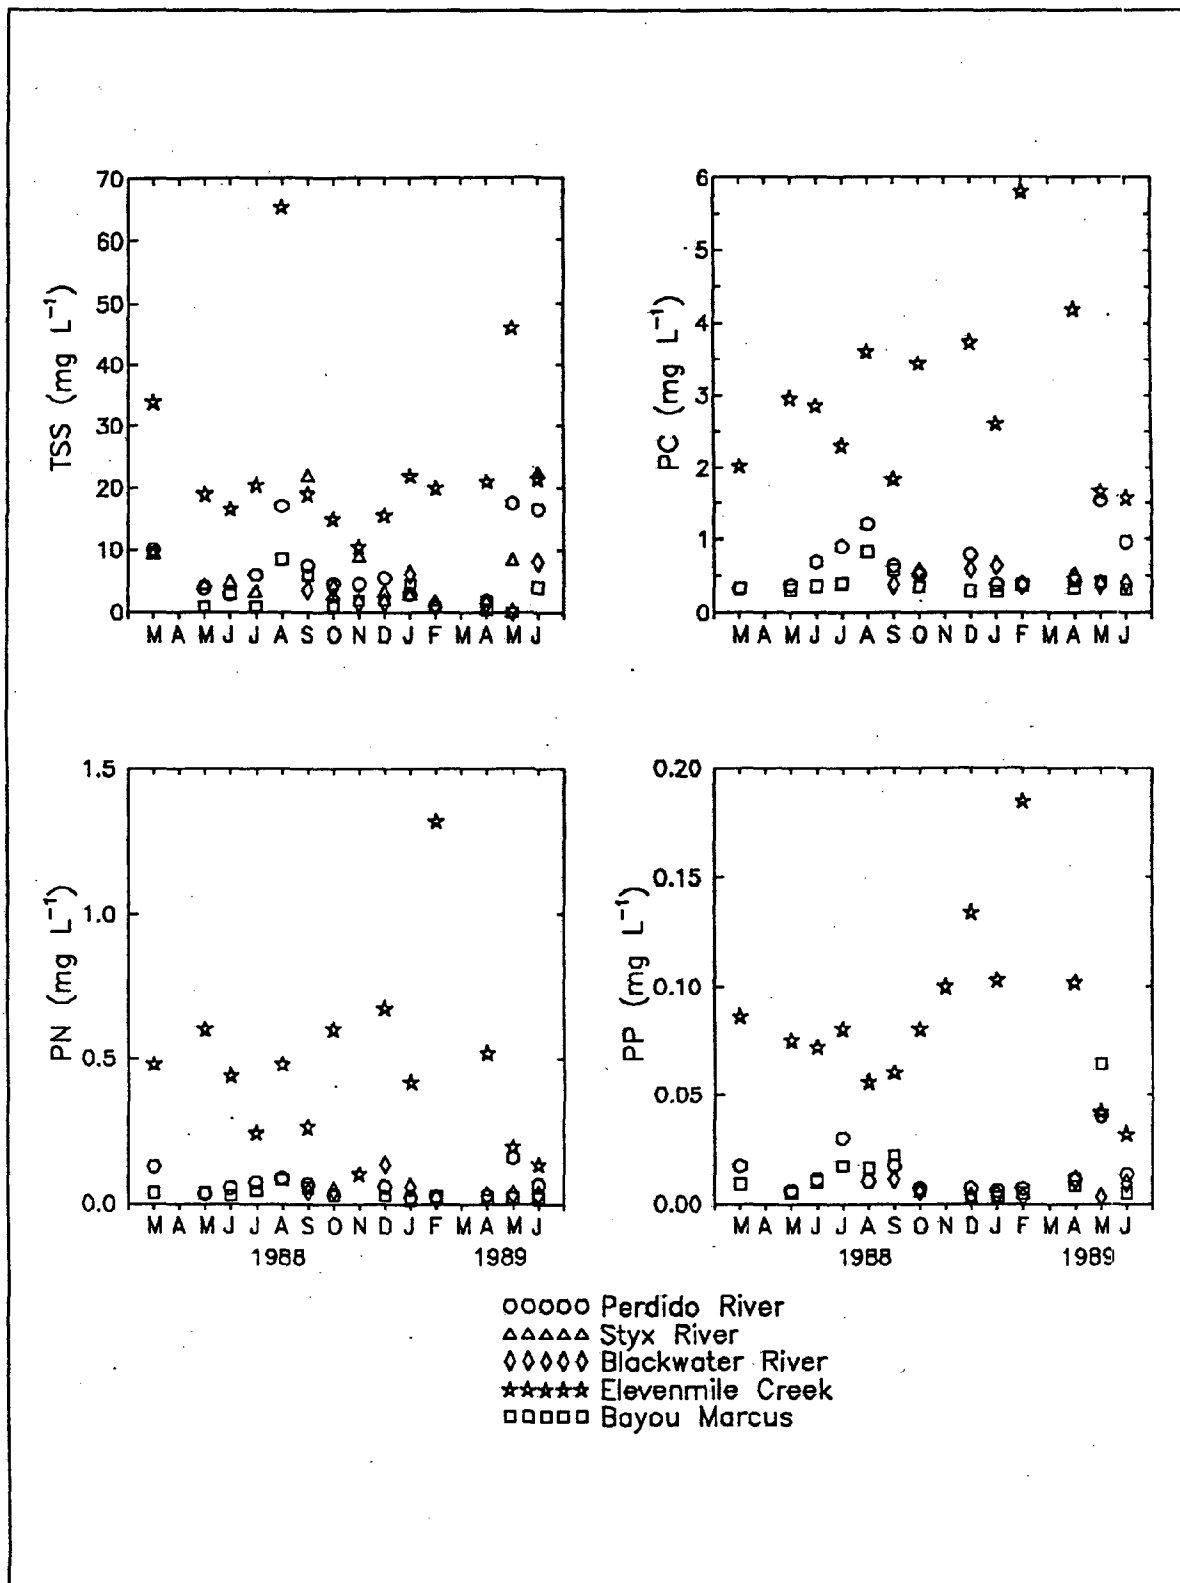 TSS (mg L⁻¹)
70
60
50
40
30
20
10
0
M A M J J A S O N D J F M A M J
PC (mg L⁻¹)
6
5
4
3
2
1
0
M A M J J A S O N D J F M A M J
PN (mg L⁻¹)
1.5
1.0
0.5
0.0
M A M J J A S O N D J F M A M J
1988 1989
PP (mg L⁻¹)
0.20
0.15
0.10
0.05
0.00
M A M J J A S O N D J F M A M J
1988 1989
Perdido River
Styx River
Blackwater River
Elevenmile Creek
Bayou Marcus